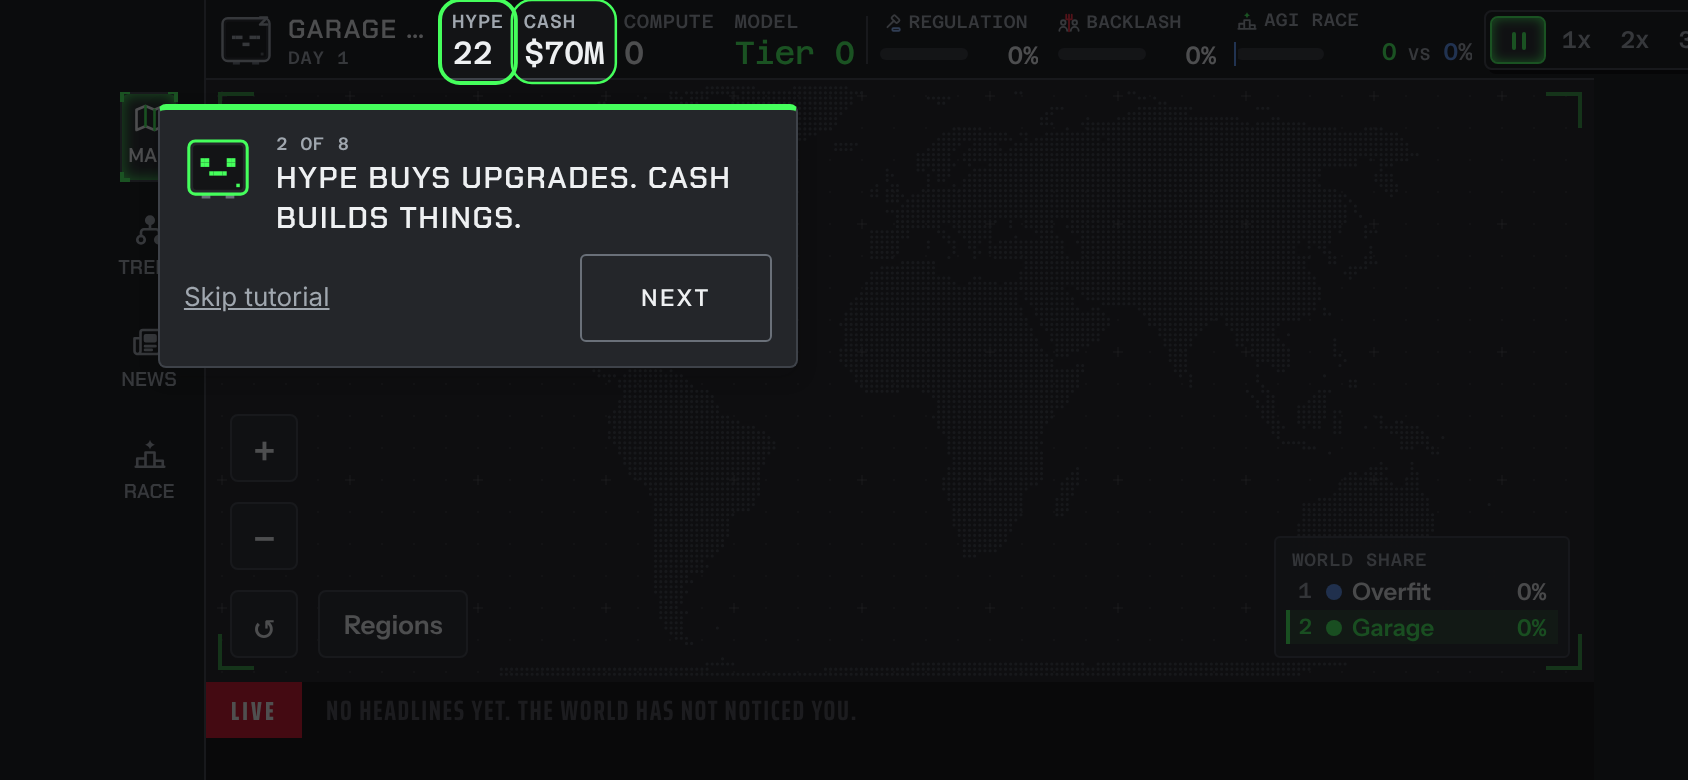 GARAGE ...
DAY 1
HYPE
22
CASH
$70M
COMPUTE
0
MODEL
Tier 0
REGULATION
0%
BACKLASH
0%
AGI RACE
0 VS 0%
1x
2x
2 OF 8
HYPE BUYS UPGRADES. CASH
BUILDS THINGS.
Skip tutorial
NEXT
NEWS
RACE
+
−
↺
Regions
WORLD SHARE
1 Overfit 0%
2 Garage 0%
LIVE
NO HEADLINES YET. THE WORLD HAS NOT NOTICED YOU.